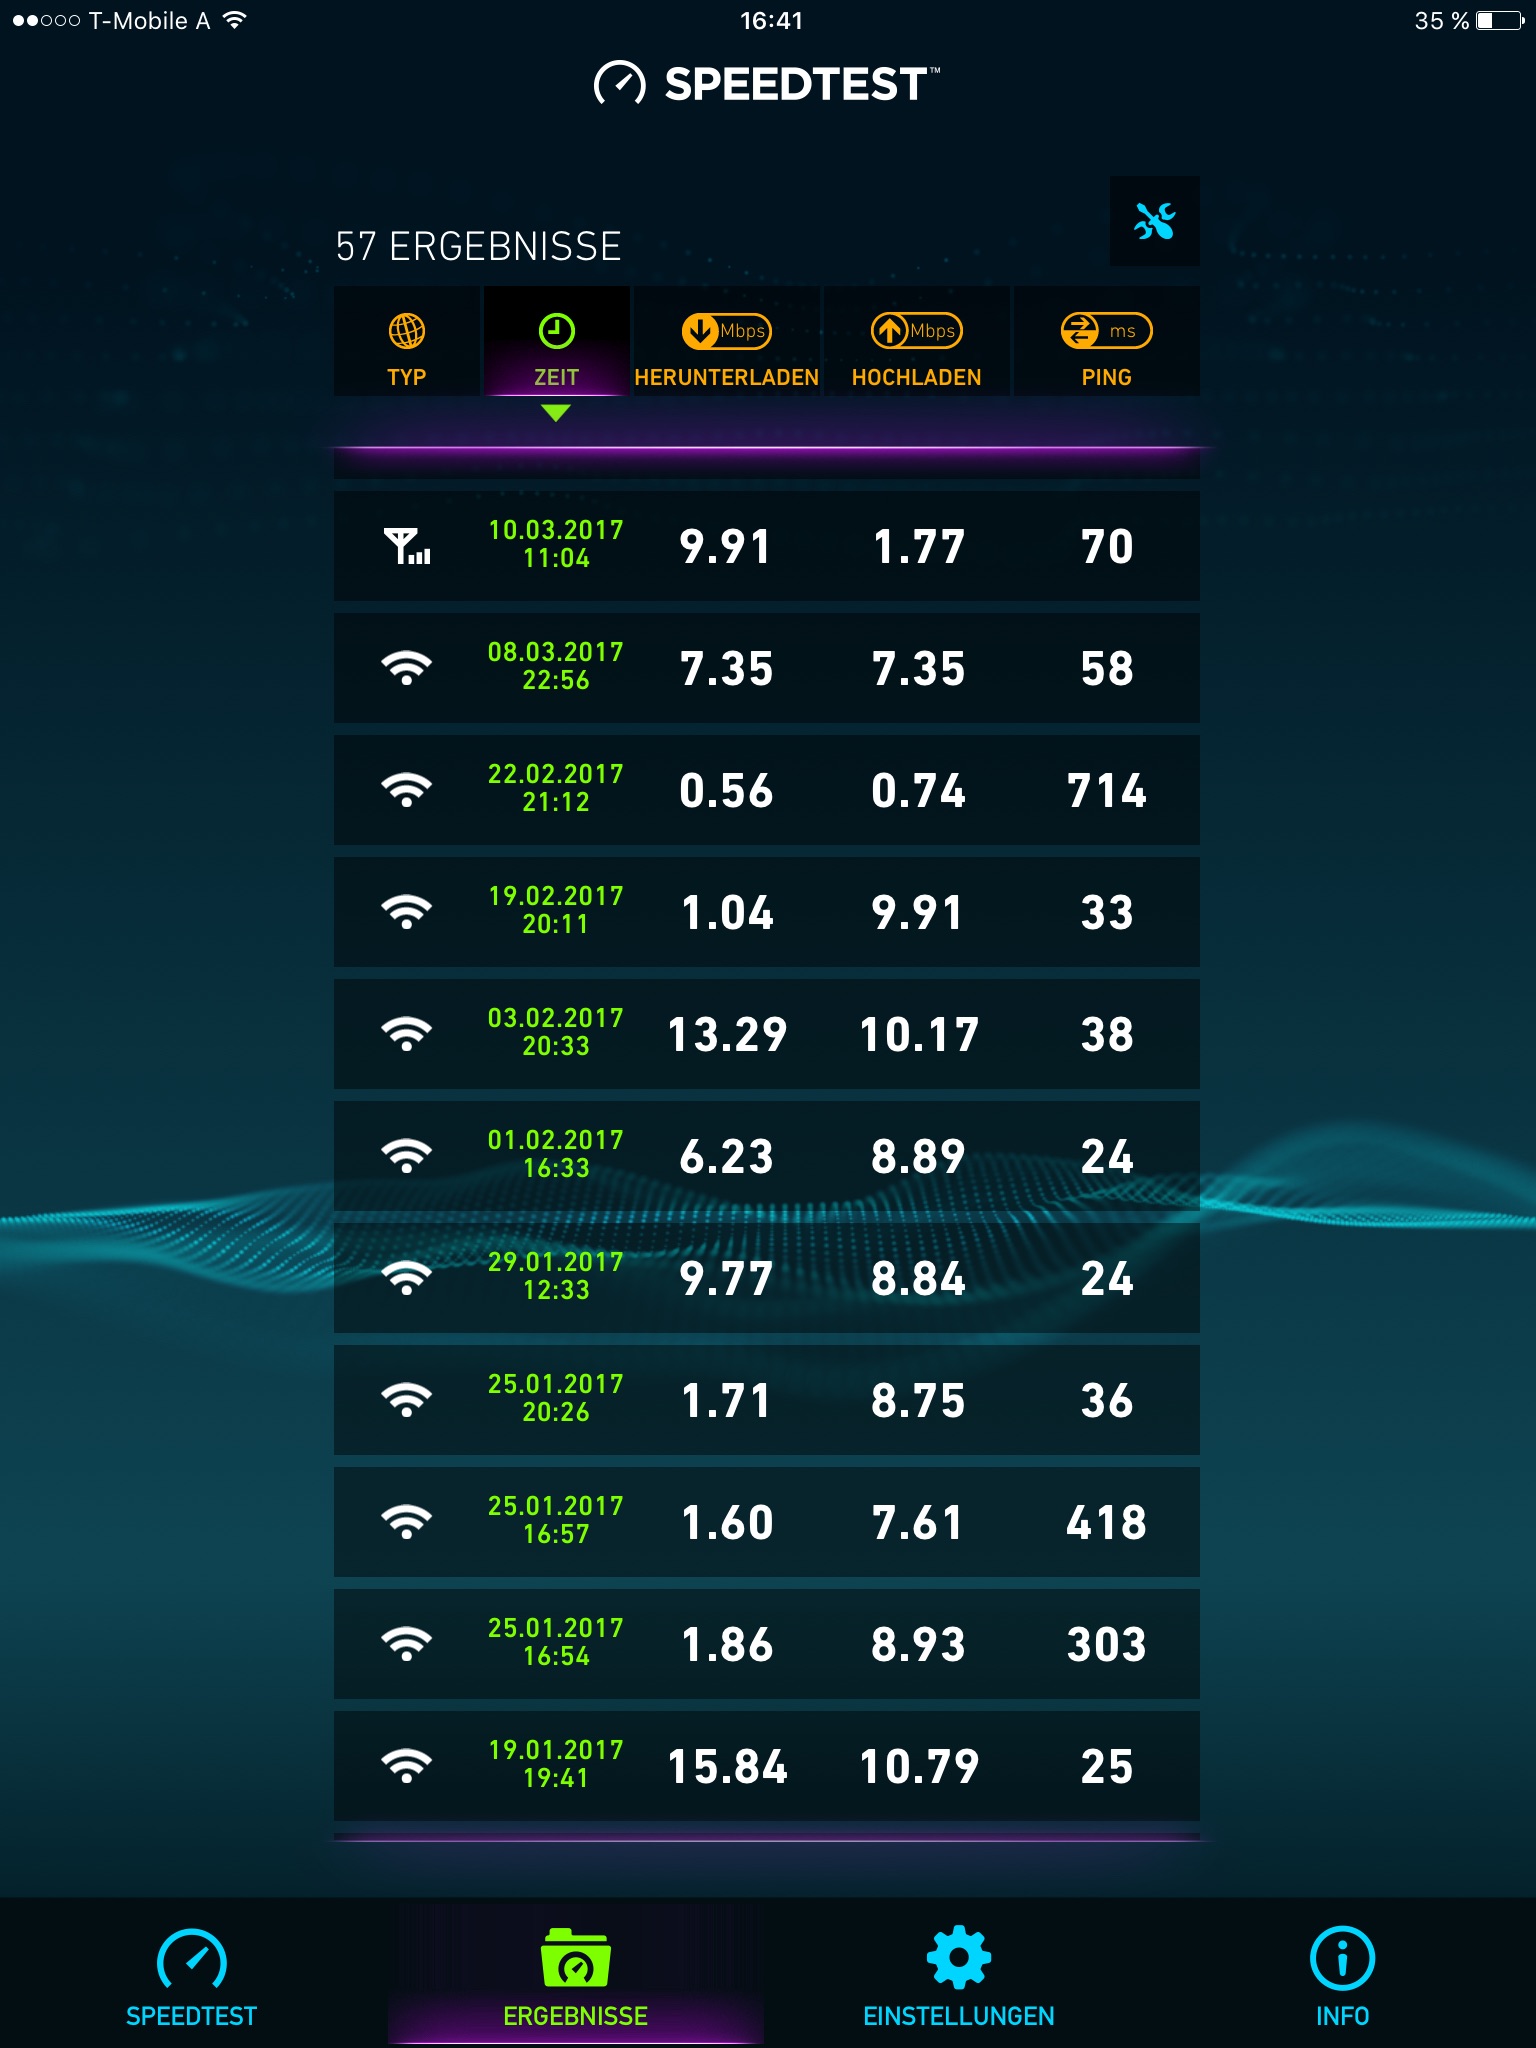 T-Mobile A 16:41 35 %
SPEEDTEST™
57 ERGEBNISSE
Mbps Mbps ms
TYP ZEIT HERUNTERLADEN HOCHLADEN PING
10.03.2017
11:04 9.91 1.77 70
08.03.2017
22:56 7.35 7.35 58
22.02.2017
21:12 0.56 0.74 714
19.02.2017
20:11 1.04 9.91 33
03.02.2017
20:33 13.29 10.17 38
01.02.2017
16:33 6.23 8.89 24
29.01.2017
12:33 9.77 8.84 24
25.01.2017
20:26 1.71 8.75 36
25.01.2017
16:57 1.60 7.61 418
25.01.2017
16:54 1.86 8.93 303
19.01.2017
19:41 15.84 10.79 25
SPEEDTEST ERGEBNISSE EINSTELLUNGEN INFO